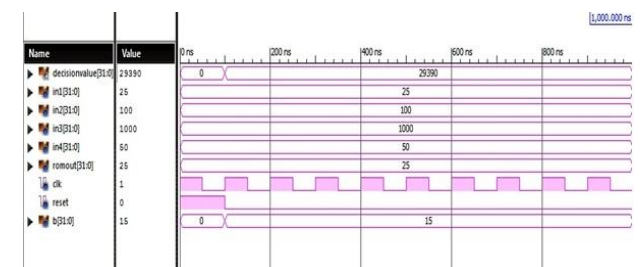 1,000.000 ns
Name Value 0 ns 200 ns 400 ns 600 ns 800 ns
decisionvalue[31:0] 29390 0 29390
in1[31:0] 25 25
in2[31:0] 100 100
in3[31:0] 1000 1000
in4[31:0] 50 50
romout[31:0] 25 25
clk 1
reset 0
b[31:0] 15 0 15